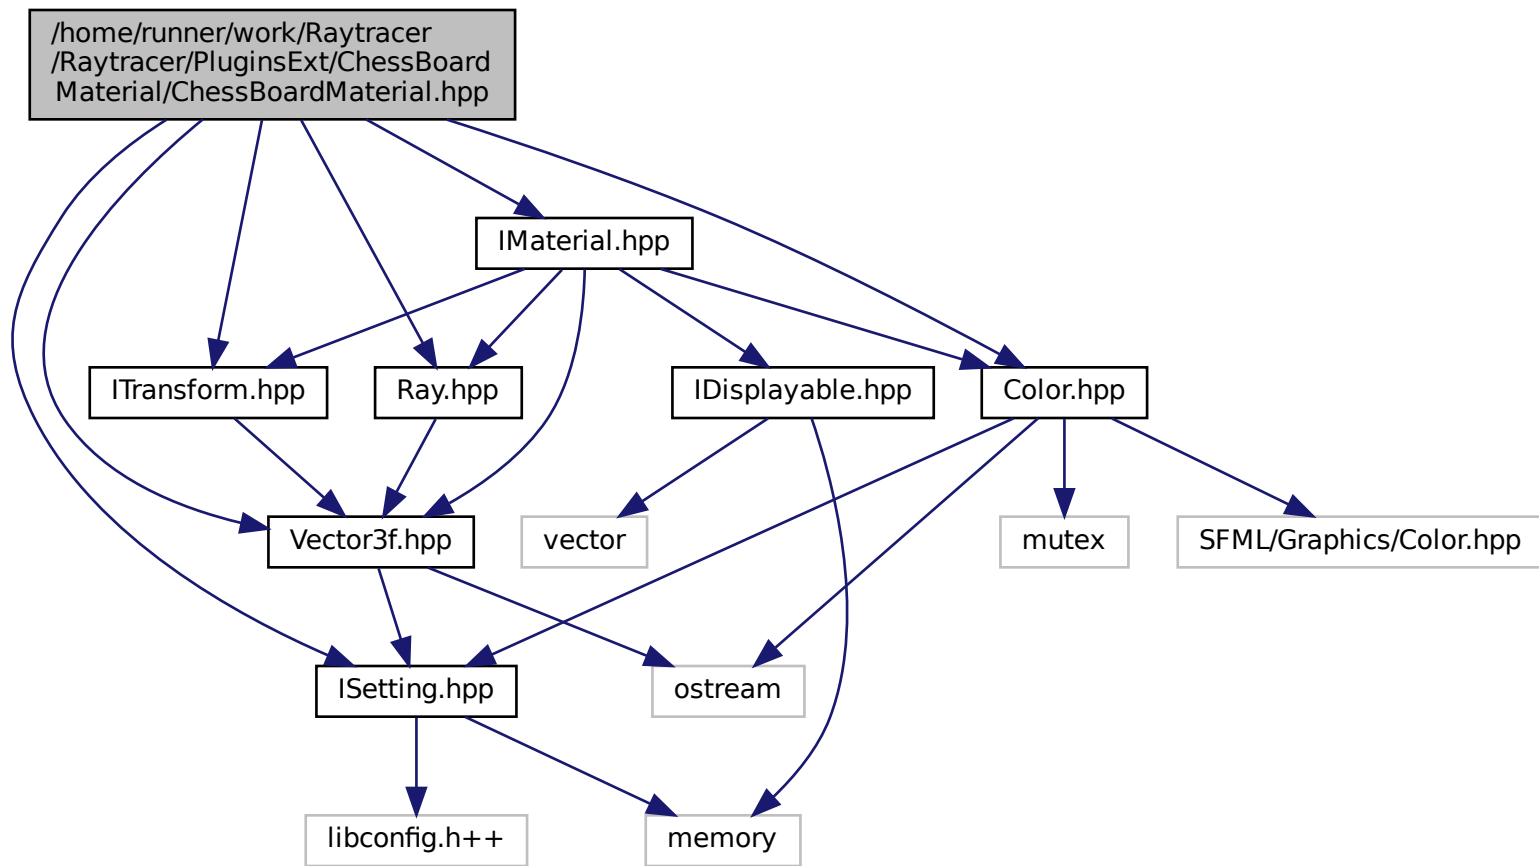 /home/runner/work/Raytracer
/Raytracer/PluginsExt/ChessBoard
Material/ChessBoardMaterial.hpp
IMaterial.hpp
ITransform.hpp
Ray.hpp
IDisplayable.hpp
Color.hpp
Vector3f.hpp
vector
mutex
SFML/Graphics/Color.hpp
ISetting.hpp
ostream
libconfig.h++
memory